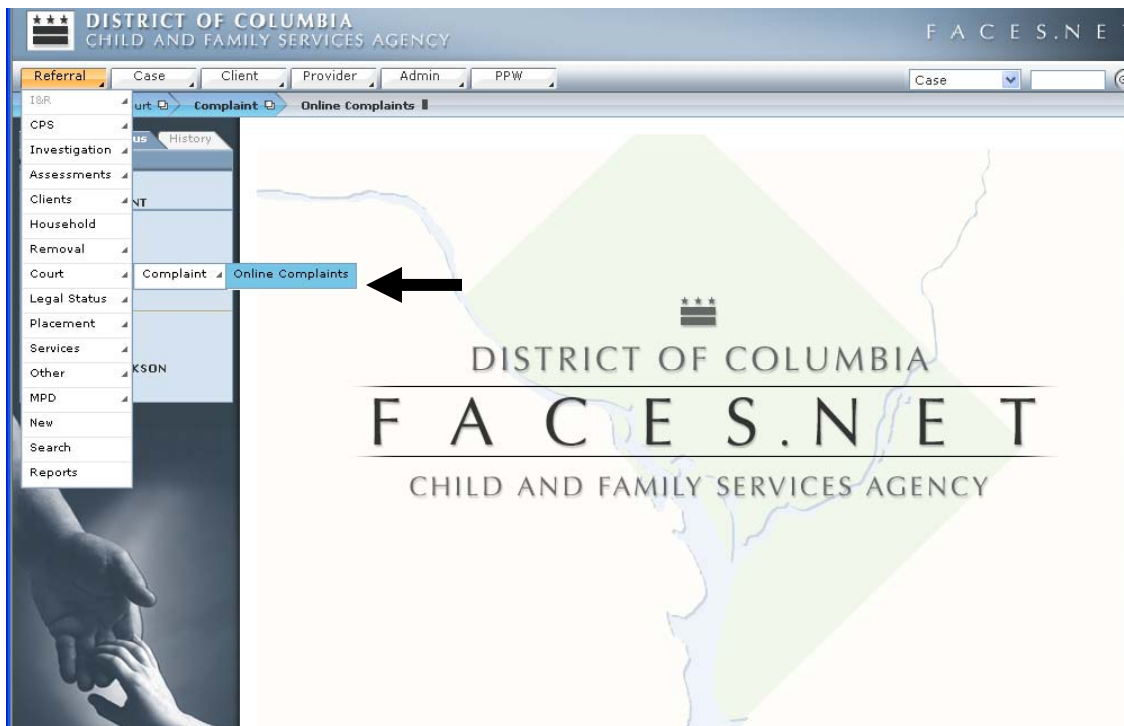 DISTRICT OF COLUMBIA
CHILD AND FAMILY SERVICES AGENCY
FACES.NE
Referral Case Client Provider Admin PPW Case
urt Complaint Online Complaints
I&R
CPS
us History
Investigation
Assessments
Clients
NT
Household
Removal
Court Complaint Online Complaints
Legal Status
Placement
Services
Other
KSON
MPD
New
Search
Reports
DISTRICT OF COLUMBIA
FACES.NET
CHILD AND FAMILY SERVICES AGENCY